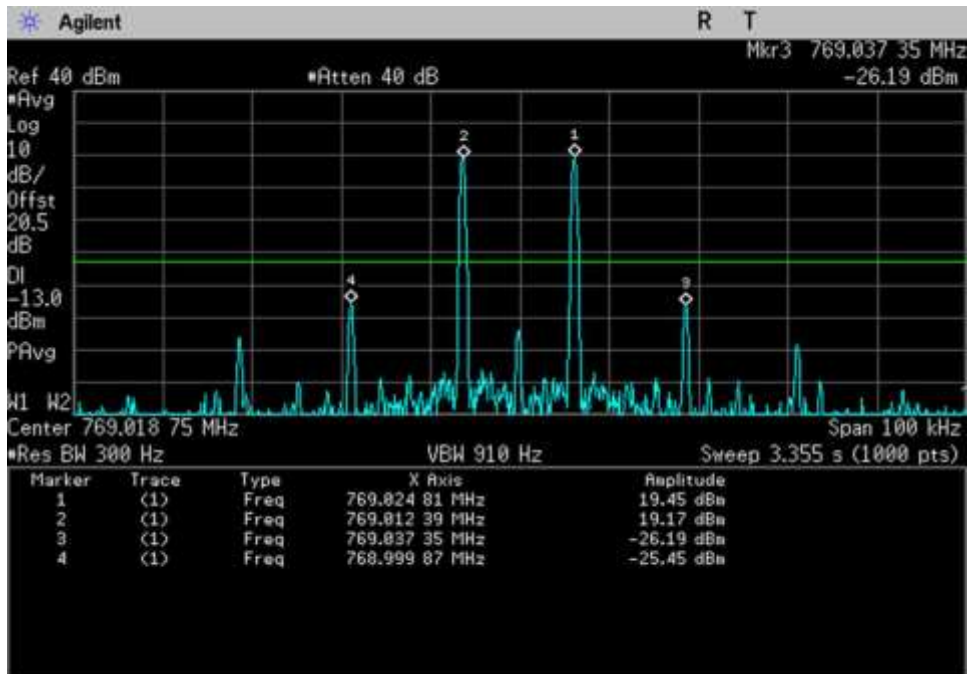 Agilent R T
Mkr3 769.037 35 MHz
Ref 40 dBm *Atten 40 dB -26.19 dBm
*Avg
Log
10
dB/
Offst
20.5
dB
DI
-13.0
dBm
PAvg
W1 W2
2
1
4
Center 769.018 75 MHz Span 100 kHz
*Res BW 300 Hz VBW 910 Hz Sweep 3.355 s (1000 pts)
Marker Trace Type X Axis Amplitude
1 (1) Freq 769.024 81 MHz 19.45 dBm
2 (1) Freq 769.012 39 MHz 19.17 dBm
3 (1) Freq 769.037 35 MHz -26.19 dBm
4 (1) Freq 768.999 87 MHz -25.45 dBm